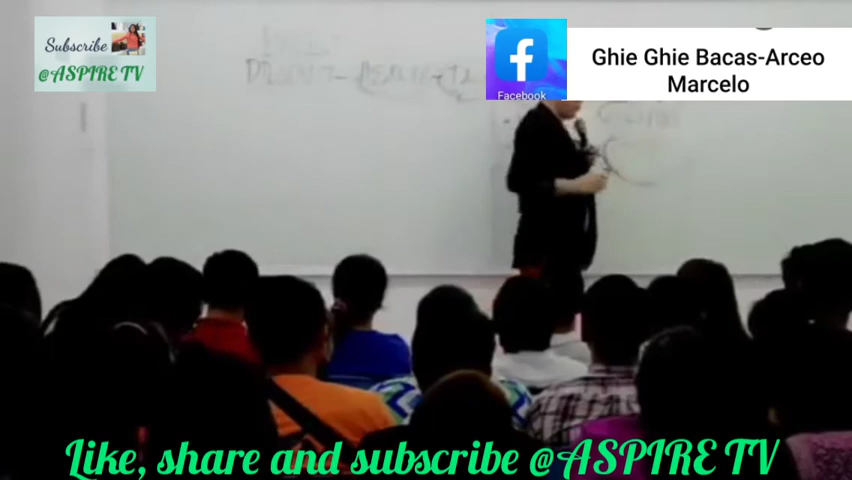 Subscribe
@ASPIRE TV
Facebook
Ghie Ghie Bacas-Arceo
Marcelo
Like, share and subscribe @ASPIRE TV